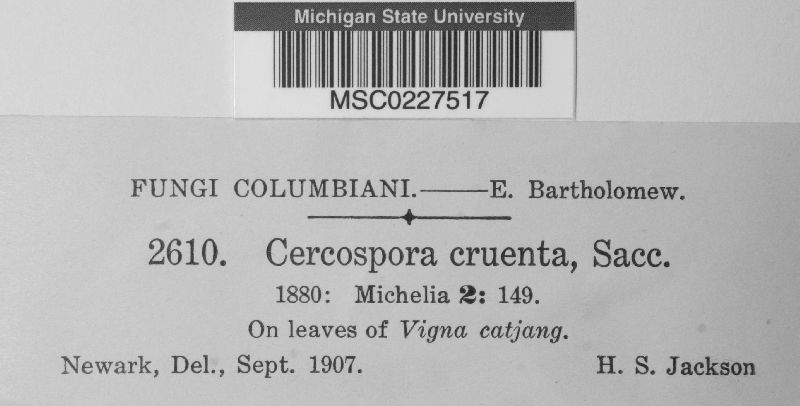 Michigan State University
MSC0227517
FUNGI COLUMBIANI.——E. Bartholomew.
2610. Cercospora cruenta, Sacc.
1880: Michelia 2: 149.
On leaves of Vigna catjang.
Newark, Del., Sept. 1907. H. S. Jackson